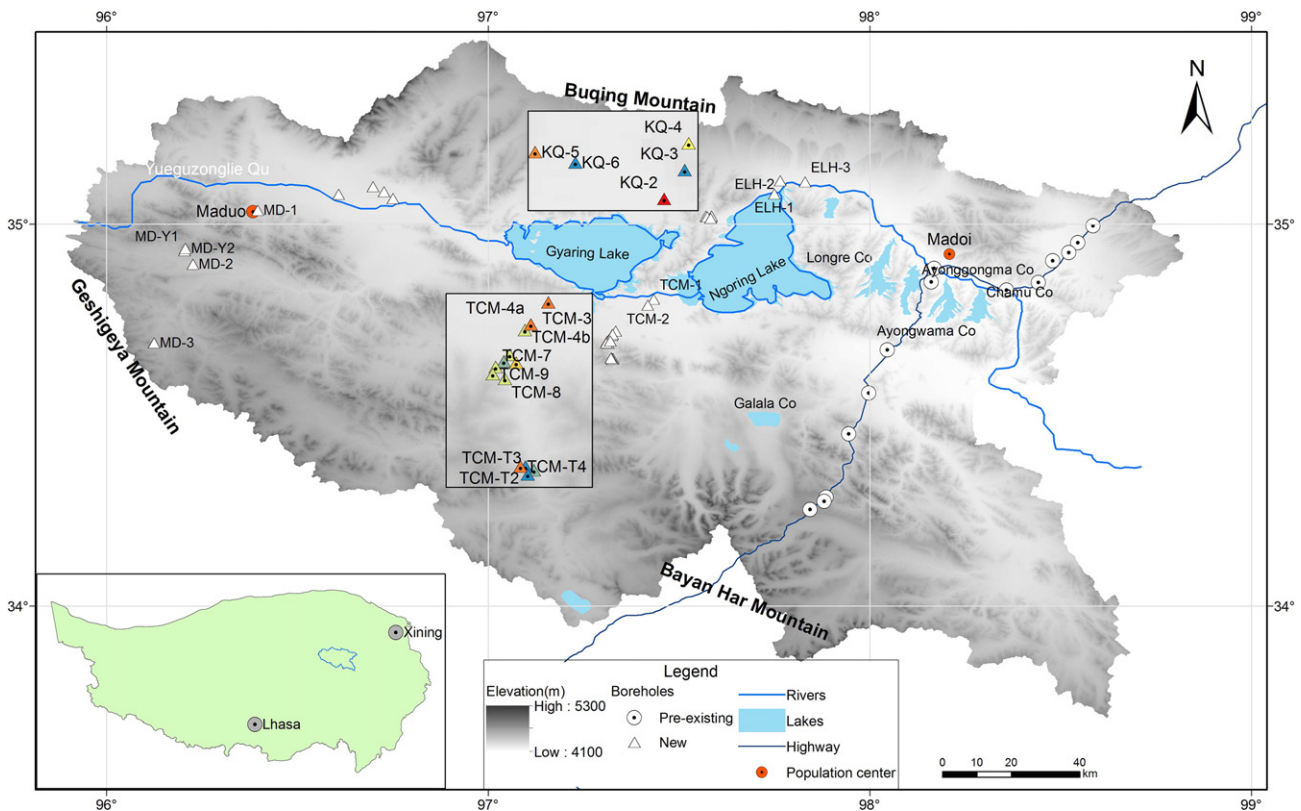 96°
97°
98°
99°
N
Buqing Mountain
KQ-4
KQ-5
KQ-3
KQ-6
KQ-2
Yueguzonglie Qu
ELH-3
ELH-2
ELH-1
35°
35°
Maduo
MD-1
MD-Y1
MD-Y2
MD-2
MD-3
Geshigeya Mountain
Gyaring Lake
Ngoring Lake
Longre Co
Madoi
Ayonggongma Co
Chamu Co
Ayongwama Co
TCM-1
TCM-2
TCM-4a
TCM-3
TCM-4b
TCM-7
TCM-9
TCM-8
Galala Co
TCM-T3
TCM-T4
TCM-T2
34°
34°
Bayan Har Mountain
Xining
Lhasa
Legend
Elevation(m)
High : 5300
Low : 4100
Boreholes
Pre-existing
New
Rivers
Lakes
Highway
Population center
0 10 20 40
km
96°
97°
98°
99°